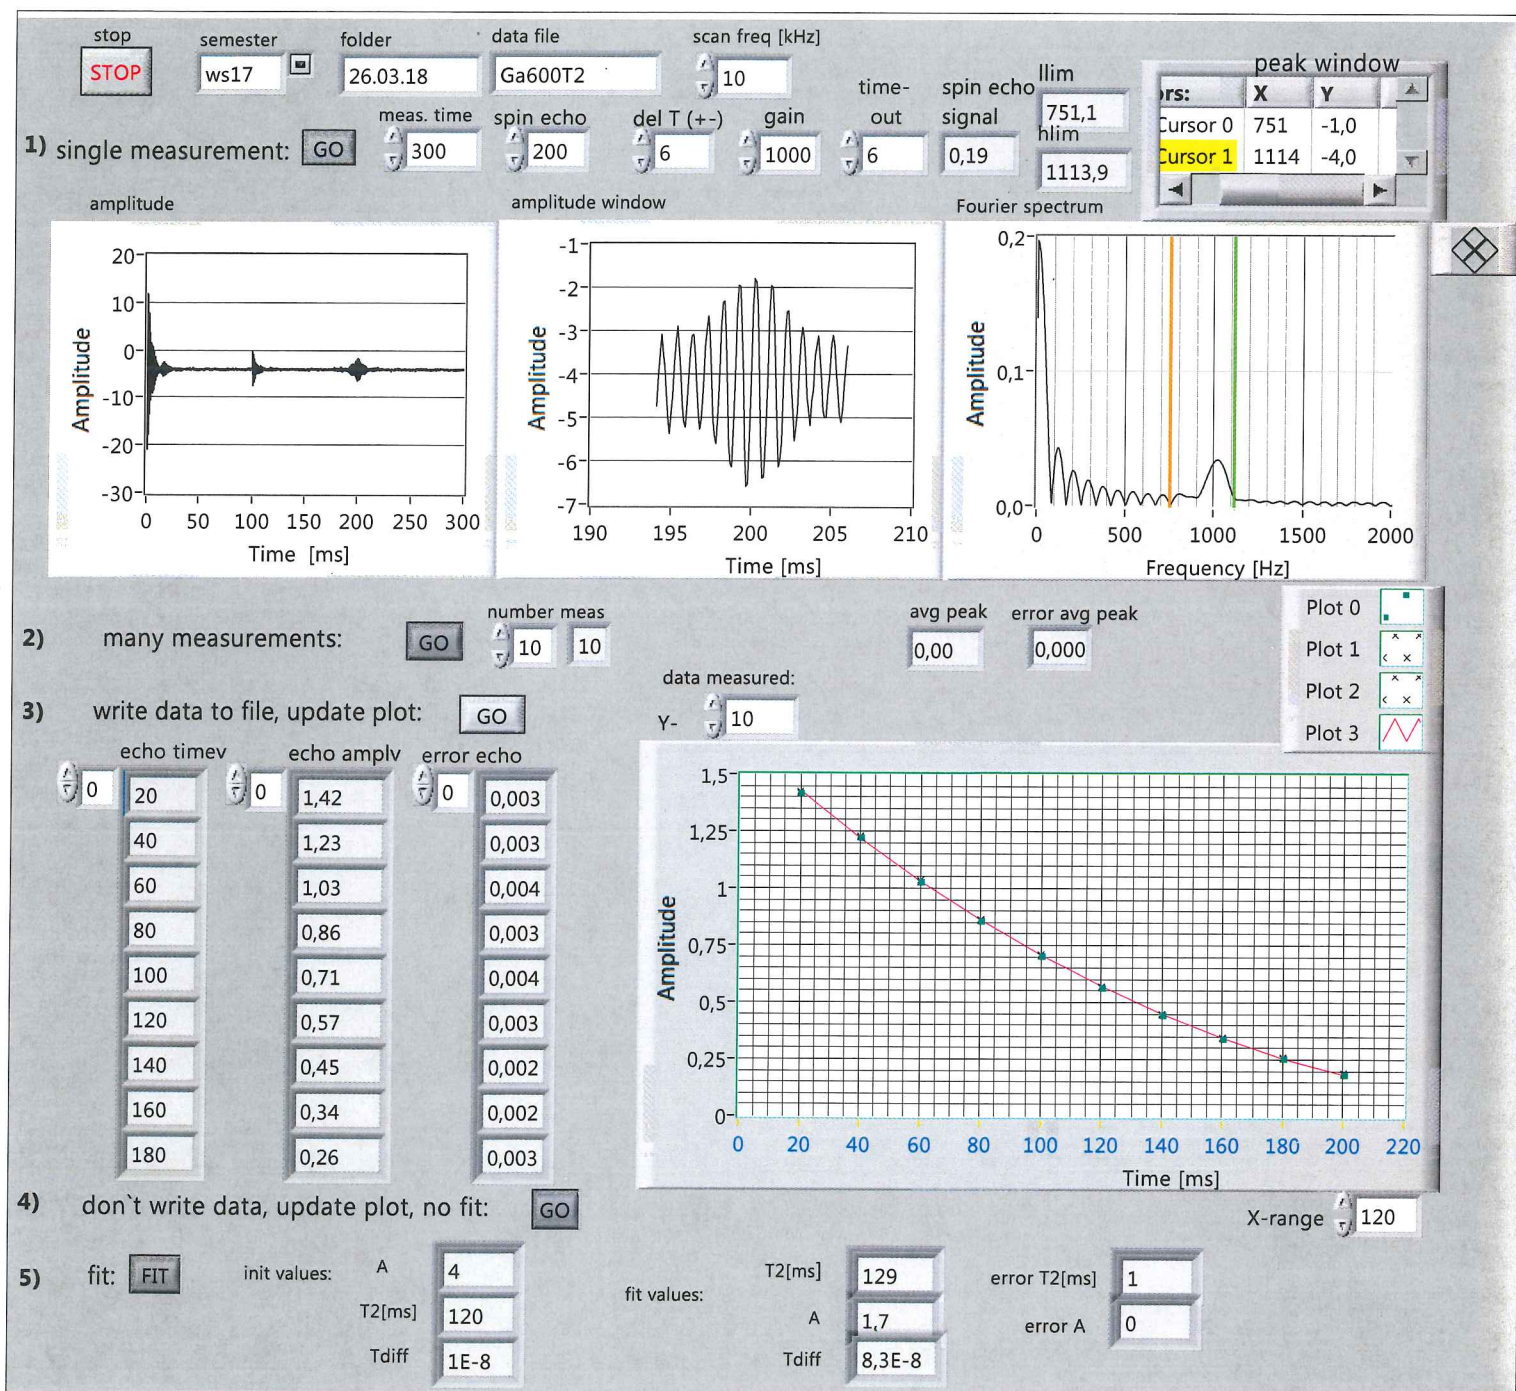 stop semester folder data file scan freq [kHz]
STOP ws17 26.03.18 Ga600T2 10
peak window
llim
ors: X Y
751,1
Cursor 0 751 -1,0
hlim
Cursor 1 1114 -4,0
1113,9
meas. time spin echo del T (+-) gain time-out spin echo signal
1) single measurement: GO 300 200 6 1000 6 0,19
amplitude
20
10
0
-10
-20
-30
Amplitude
0 50 100 150 200 250 300
Time [ms]
amplitude window
-1
-2
-3
-4
-5
-6
-7
Amplitude
190 195 200 205 210
Time [ms]
Fourier spectrum
0,2
0,1
0,0
Amplitude
0 500 1000 1500 2000
Frequency [Hz]
number meas avg peak error avg peak
2) many measurements: GO 10 10 0,00 0,000
Plot 0
Plot 1
Plot 2
Plot 3
data measured:
Y- 10
3) write data to file, update plot: GO
echo timev echo amplv error echo
0 20 0 1,42 0 0,003
40 1,23 0,003
60 1,03 0,004
80 0,86 0,003
100 0,71 0,004
120 0,57 0,003
140 0,45 0,002
160 0,34 0,002
180 0,26 0,003
1,5
1,25
1
0,75
0,5
0,25
0
Amplitude
0 20 40 60 80 100 120 140 160 180 200 220
Time [ms]
X-range 120
4) don`t write data, update plot, no fit: GO
5) fit: FIT init values: A 4
T2[ms] 120
Tdiff 1E-8
fit values: T2[ms] 129 error T2[ms] 1
A 1,7 error A 0
Tdiff 8,3E-8